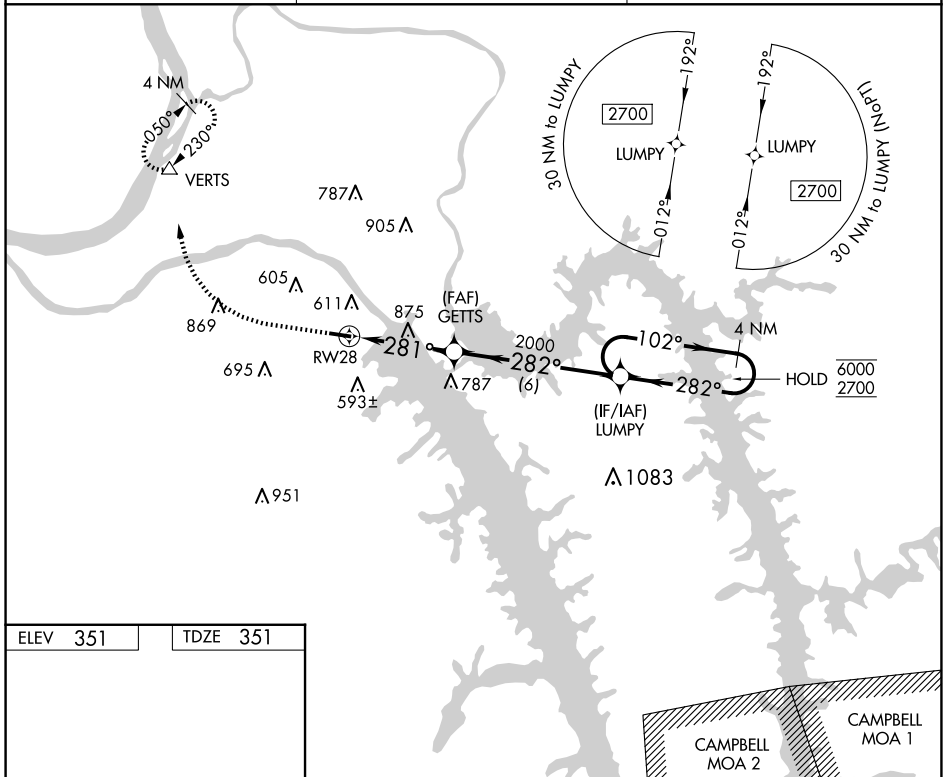 4 NM
050°
230°
VERTS
30 NM to LUMPY
192°
2700
LUMPY
012°
192°
LUMPY
2700
012°
30 NM to LUMPY (NoPT)
787
905
605
611
869
875
(FAF)
GETTS
RW28
281°
2000
282°
(6)
102°
4 NM
282°
HOLD
6000
2700
695
593±
787
(IF/IAF)
LUMPY
1083
951
ELEV 351
TDZE 351
CAMPBELL
MOA 2
CAMPBELL
MOA 1